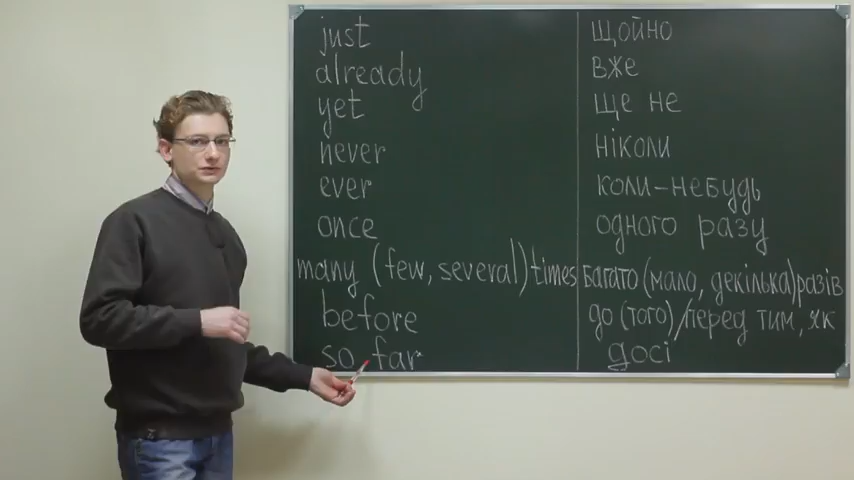 just щойно
already вже
yet ще не
never ніколи
ever коли-небудь
once одного разу
many (few, several) times багато (мало, декілька) разів
before до (того)/перед тим, як
so far досі